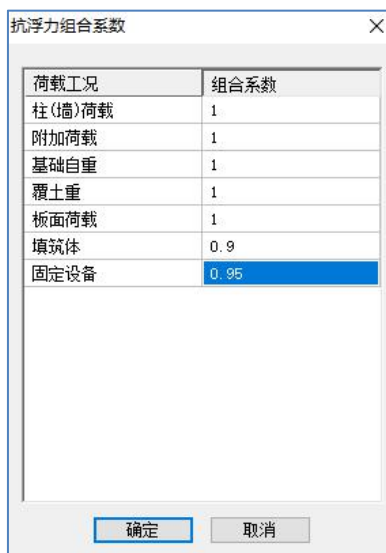 抗浮力组合系数
荷载工况 组合系数
柱(墙)荷载 1
附加荷载 1
基础自重 1
覆土重 1
板面荷载 1
填筑体 0.9
固定设备 0.95
确定 取消